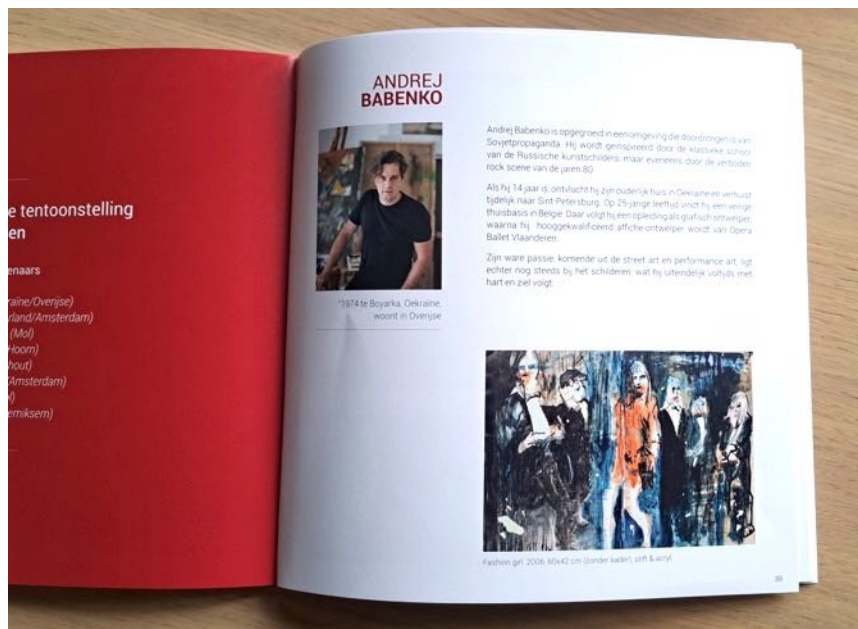 e tentoonstelling
en
enaars
raïne/Overijse)
rland/Amsterdam)
(Mol)
Hoorn)
hout)
/Amsterdam)
l)
emiksem)
ANDREJ
BABENKO
*1974 te Boyarka, Oekraïne,
woont in Overijse
Andrej Babenko is opgegroeid in een omgeving die doordrongen is van
Sovjetpropaganda. Hij wordt geïnspireerd door de klassieke school
van de Russische kunstschilders, maar eveneens door de verboden
rock scene van de jaren 80.
Als hij 14 jaar is, ontvlucht hij zijn ouderlijk huis in Oekraïne en verhuist
tijdelijk naar Sint-Petersburg. Op 25-jarige leeftijd vindt hij een veilige
thuisbasis in België. Daar volgt hij een opleiding als grafisch ontwerper,
waarna hij hooggekwalificeerd affiche-ontwerper wordt van Opera
Ballet Vlaanderen.
Zijn ware passie, komende uit de street art en performance art, ligt
echter nog steeds bij het schilderen, wat hij uiteindelijk voltijds met
hart en ziel volgt.
Fashion girl, 2006, 60x42 cm (zonder kader), stift & acryl
39